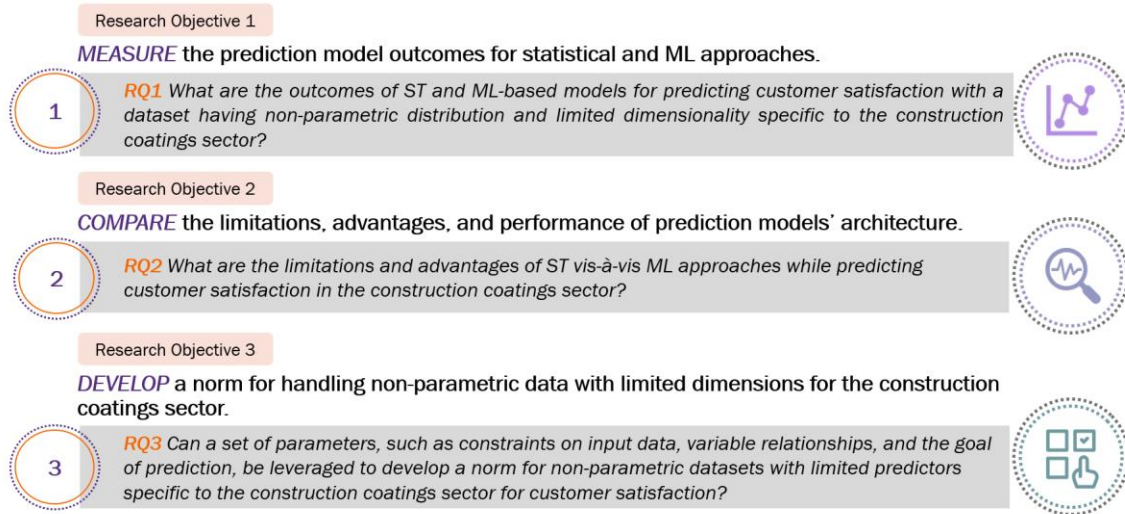 Research Objective 1
MEASURE the prediction model outcomes for statistical and ML approaches.
1
RQ1 What are the outcomes of ST and ML-based models for predicting customer satisfaction with a
dataset having non-parametric distribution and limited dimensionality specific to the construction
coatings sector?
Research Objective 2
COMPARE the limitations, advantages, and performance of prediction models' architecture.
2
RQ2 What are the limitations and advantages of ST vis-à-vis ML approaches while predicting
customer satisfaction in the construction coatings sector?
Research Objective 3
DEVELOP a norm for handling non-parametric data with limited dimensions for the construction
coatings sector.
3
RQ3 Can a set of parameters, such as constraints on input data, variable relationships, and the goal
of prediction, be leveraged to develop a norm for non-parametric datasets with limited predictors
specific to the construction coatings sector for customer satisfaction?